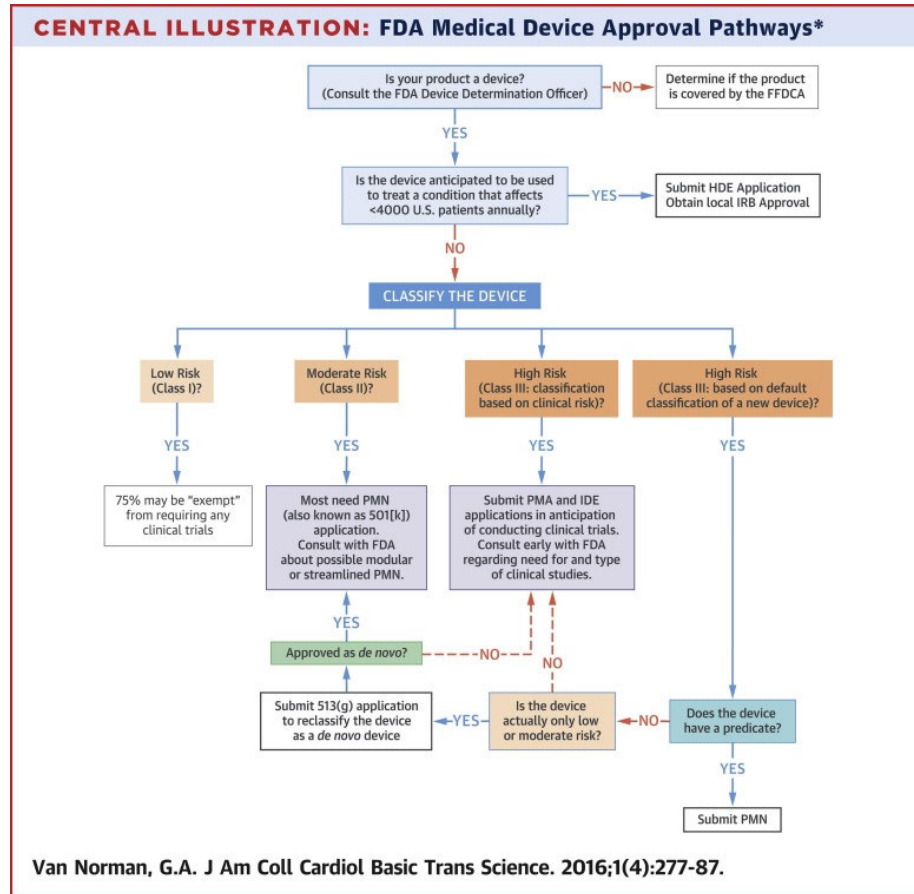 CENTRAL ILLUSTRATION: FDA Medical Device Approval Pathways*
Is your product a device?
(Consult the FDA Device Determination Officer)
NO
Determine if the product
is covered by the FFDCA
YES
Is the device anticipated to be used
to treat a condition that affects
<4000 U.S. patients annually?
YES
Submit HDE Application
Obtain local IRB Approval
NO
CLASSIFY THE DEVICE
Low Risk
(Class I)?
Moderate Risk
(Class II)?
High Risk
(Class III: classification
based on clinical risk)?
High Risk
(Class III: based on default
classification of a new device)?
YES
YES
YES
YES
75% may be "exempt"
from requiring any
clinical trials
Most need PMN
(also known as 501[k])
application.
Consult with FDA
about possible modular
or streamlined PMN.
Submit PMA and IDE
applications in anticipation
of conducting clinical trials.
Consult early with FDA
regarding need for and type
of clinical studies.
YES
Approved as de novo?
NO
NO
Submit 513(g) application
to reclassify the device
as a de novo device
YES
Is the device
actually only low
or moderate risk?
NO
Does the device
have a predicate?
YES
Submit PMN
Van Norman, G.A. J Am Coll Cardiol Basic Trans Science. 2016;1(4):277-87.